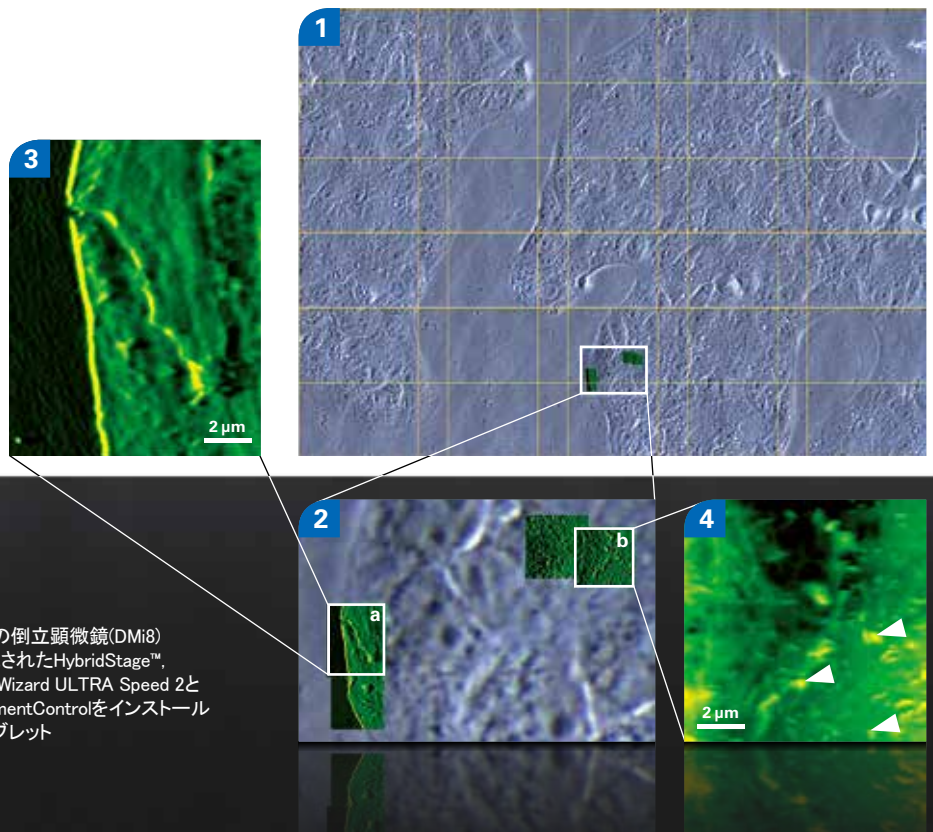 1
3
2 µm
2
b
a
4
2 µm
の倒立顕微鏡(DMi8)
されたHybridStage™,
Wizard ULTRA Speed 2と
mentControlをインストール
ブレット